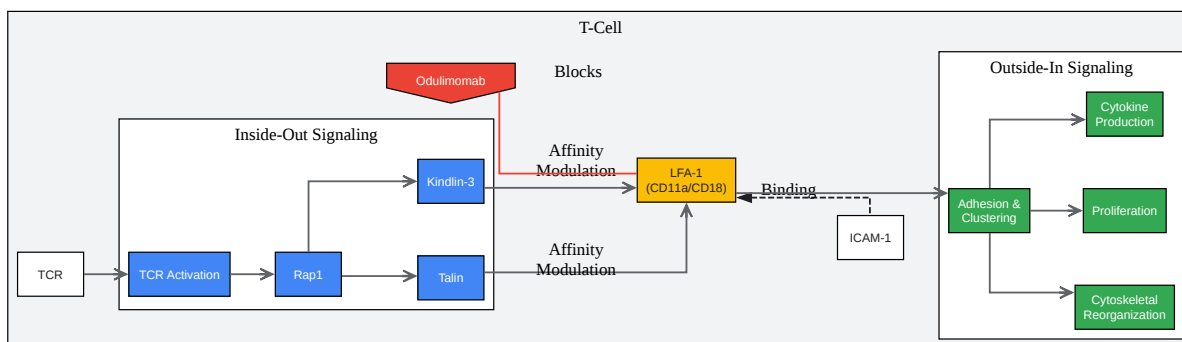 T-Cell
Outside-In Signaling
Blocks
Odulimomab
Cytokine
Production
Inside-Out Signaling
Affinity
Modulation
Kindlin-3
LFA-1
(CD11a/CD18)
Binding
Adhesion &
Clustering
Proliferation
ICAM-1
TCR
TCR Activation
Rap1
Talin
Affinity
Modulation
Cytoskeletal
Reorganization